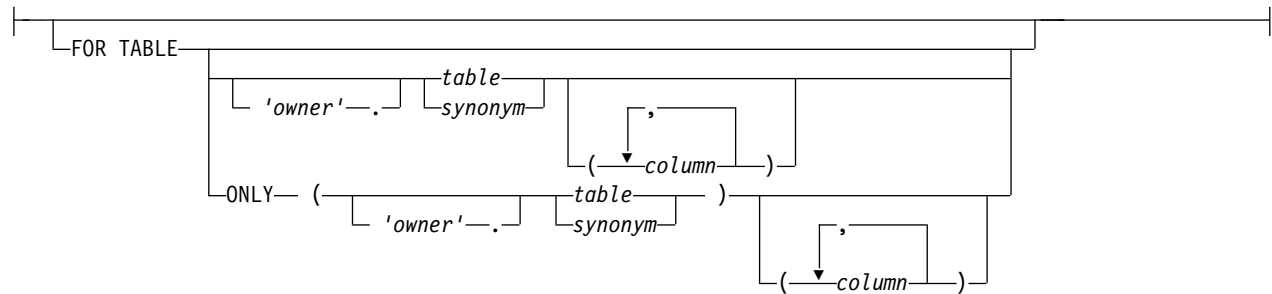 FOR TABLE
table
'owner' . synonym
,
( column )
ONLY ( table )
'owner' . synonym
,
( column )